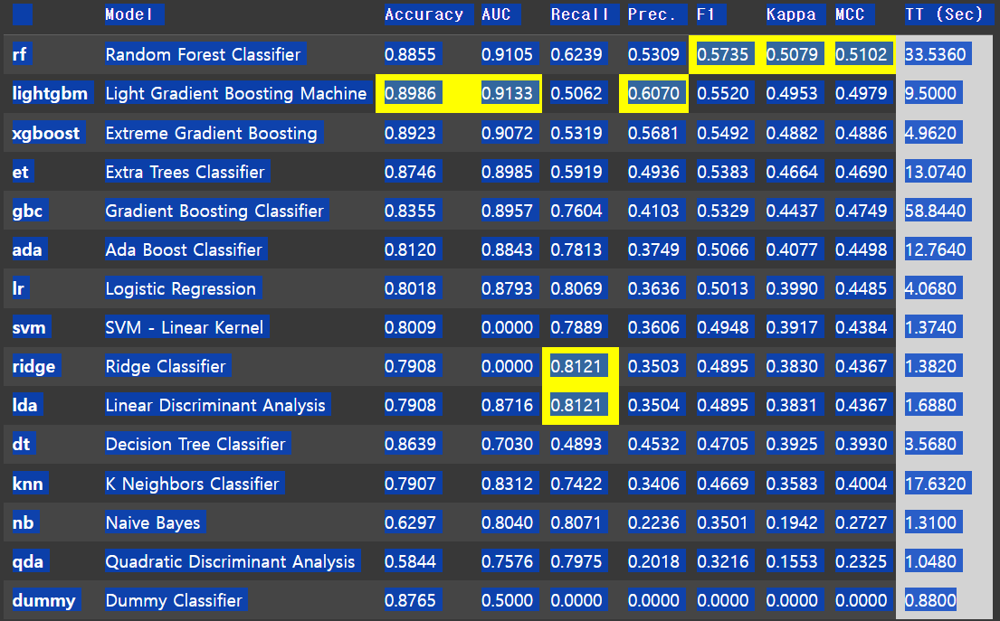 Model Accuracy AUC Recall Prec. F1 Kappa MCC TT (Sec)
rf Random Forest Classifier 0.8855 0.9105 0.6239 0.5309 0.5735 0.5079 0.5102 33.5360
lightgbm Light Gradient Boosting Machine 0.8986 0.9133 0.5062 0.6070 0.5520 0.4953 0.4979 9.5000
xgboost Extreme Gradient Boosting 0.8923 0.9072 0.5319 0.5681 0.5492 0.4882 0.4886 4.9620
et Extra Trees Classifier 0.8746 0.8985 0.5919 0.4936 0.5383 0.4664 0.4690 13.0740
gbc Gradient Boosting Classifier 0.8355 0.8957 0.7604 0.4103 0.5329 0.4437 0.4749 58.8440
ada Ada Boost Classifier 0.8120 0.8843 0.7813 0.3749 0.5066 0.4077 0.4498 12.7640
lr Logistic Regression 0.8018 0.8793 0.8069 0.3636 0.5013 0.3990 0.4485 4.0680
svm SVM - Linear Kernel 0.8009 0.0000 0.7889 0.3606 0.4948 0.3917 0.4384 1.3740
ridge Ridge Classifier 0.7908 0.0000 0.8121 0.3503 0.4895 0.3830 0.4367 1.3820
lda Linear Discriminant Analysis 0.7908 0.8716 0.8121 0.3504 0.4895 0.3831 0.4367 1.6880
dt Decision Tree Classifier 0.8639 0.7030 0.4893 0.4532 0.4705 0.3925 0.3930 3.5680
knn K Neighbors Classifier 0.7907 0.8312 0.7422 0.3406 0.4669 0.3583 0.4004 17.6320
nb Naive Bayes 0.6297 0.8040 0.8071 0.2236 0.3501 0.1942 0.2727 1.3100
qda Quadratic Discriminant Analysis 0.5844 0.7576 0.7975 0.2018 0.3216 0.1553 0.2325 1.0480
dummy Dummy Classifier 0.8765 0.5000 0.0000 0.0000 0.0000 0.0000 0.0000 0.8800